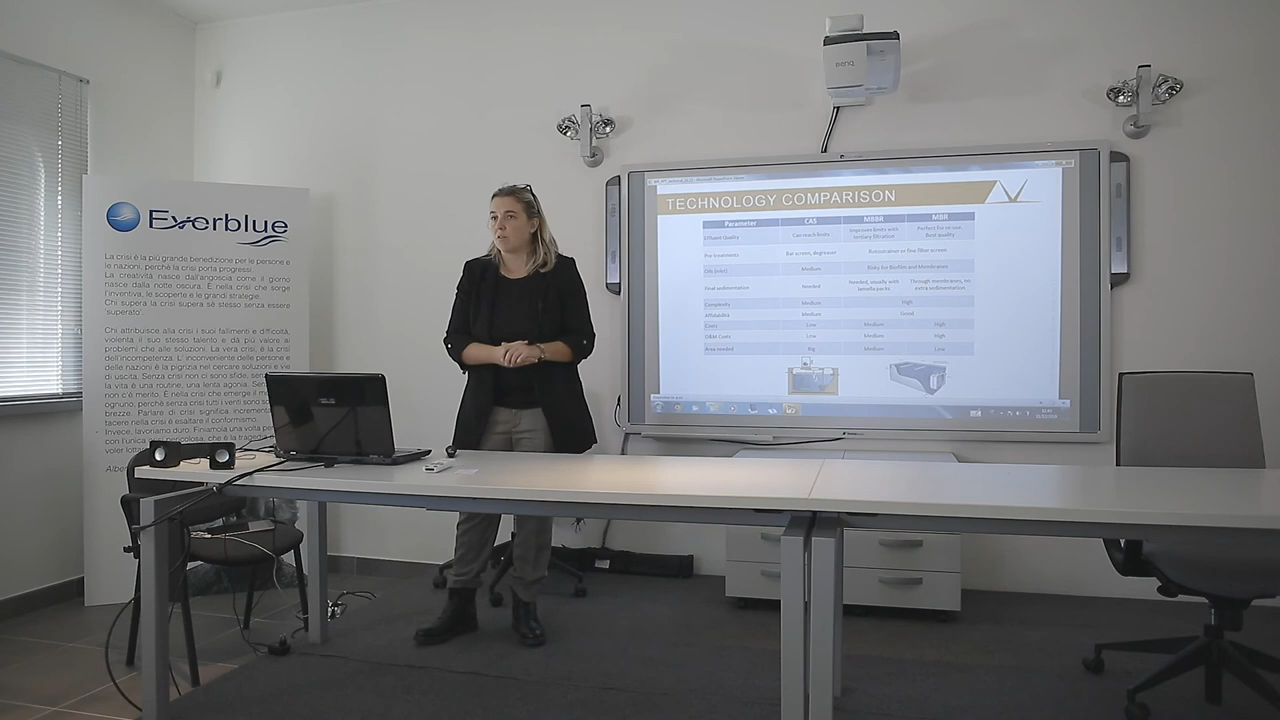 Everblue
La crisi è la più grande benedizione per le persone e
le nazioni, perchè la crisi porta progressi.
La creatività nasce dall'angoscia come il giorno
nasce dalla notte oscura. È nella crisi che sorge
l'inventiva, le scoperte e le grandi strategie.
Chi supera la crisi supera sè stesso senza essere
'superato'.
Chi attribuisce alla crisi i suoi fallimenti e difficoltà,
violenta il suo stesso talento e dà più valore ai
problemi che alle soluzioni. La vera crisi, è la crisi
dell'incompetenza. L' inconveniente delle persone e
delle nazioni è la pigrizia nel cercare soluzioni e vie
di uscita. Senza crisi non ci sono sfide,
la vita è una routine, una lenta agonia.
non c'è merito. È nella crisi che emerge il
ognuno, perchè senza crisi tutti i venti sono
brezze. Parlare di crisi significa
tacere nella crisi è esaltare il conformismo.
Invece, lavoriamo duro. Finiamola una volta
con l'unica pericolosa, che è la
voler
BenQ
TECHNOLOGY COMPARISON
Parameter CAS MBBR MBR
Effluent Quality Can reach limits Improves limits with tertiary filtration Perfect for re-use. Best quality
Pre-treatments Bar screen, degreaser Rotostrainer or fine filter screen
Oils (inlet) Medium Risky for Biofilm and Membranes
Final sedimentation Needed Needed, usually with lamella packs Through membranes, no extra sedimentation
Complexity Medium High
Affidabilità Medium Good
Costs Low Medium High
O&M Costs Low Medium High
Area needed Big Medium Low